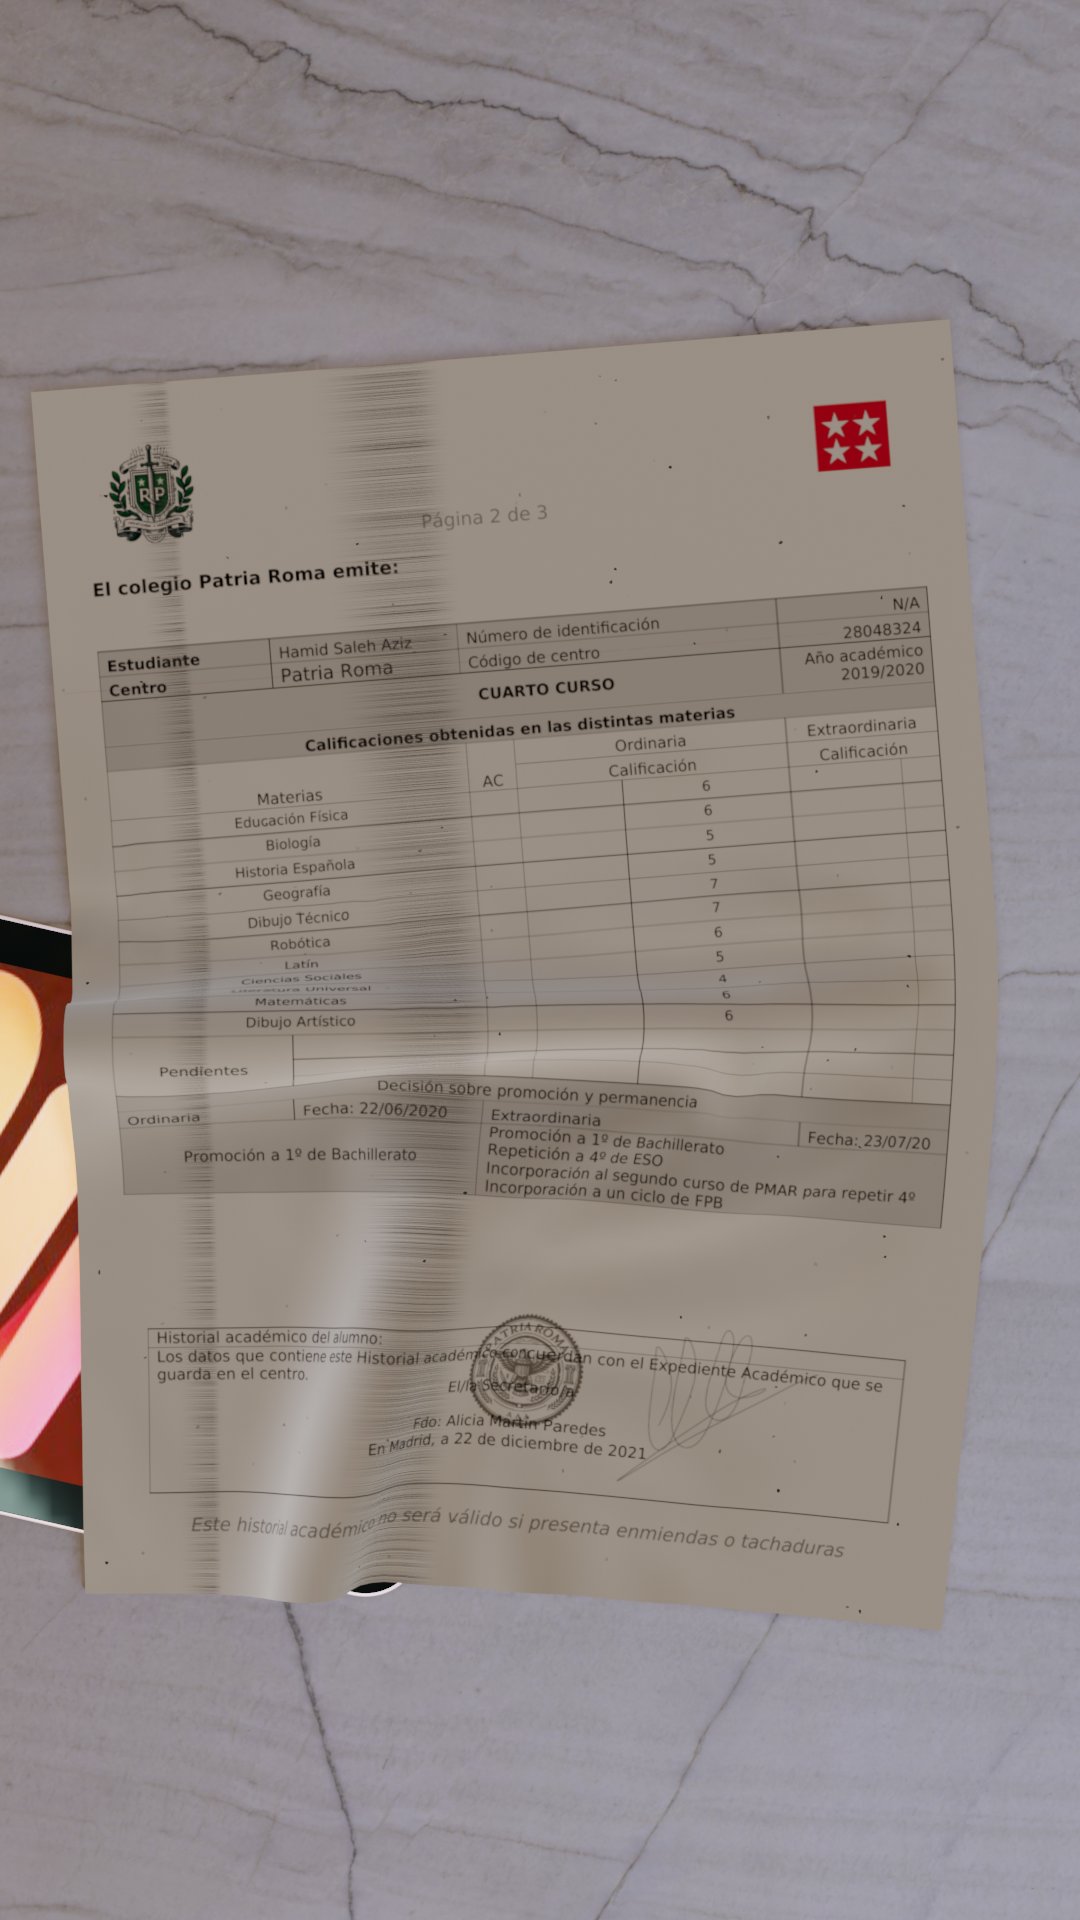 RP
Página 2 de 3
El colegio Patria Roma emite:
Estudiante Hamid Saleh Aziz Número de identificación N/A
Centro Patria Roma Código de centro 28048324
CUARTO CURSO Año académico
2019/2020
Calificaciones obtenidas en las distintas materias
Materias AC Ordinaria Extraordinaria
Calificación Calificación
Educación Física 6
Biología 6
Historia Española 5
Geografía 5
Dibujo Técnico 7
Robótica 7
Latín 6
Ciencias Sociales 5
Literatura Universal 4
Matemáticas 6
Dibujo Artístico 6
Pendientes
Decisión sobre promoción y permanencia
Ordinaria Fecha: 22/06/2020 Extraordinaria Fecha: 23/07/20
Promoción a 1º de Bachillerato
Promoción a 1º de Bachillerato
Repetición a 4º de ESO
Incorporación al segundo curso de PMAR para repetir 4º
Incorporación a un ciclo de FPB
Historial académico del alumno:
Los datos que contiene este Historial académico concuerdan con el Expediente Académico que se
guarda en el centro.
El/la Secretario/a
PATRIA ROMA
Fdo: Alicia Martín Paredes
En Madrid, a 22 de diciembre de 2021
Este historial académico no será válido si presenta enmiendas o tachaduras